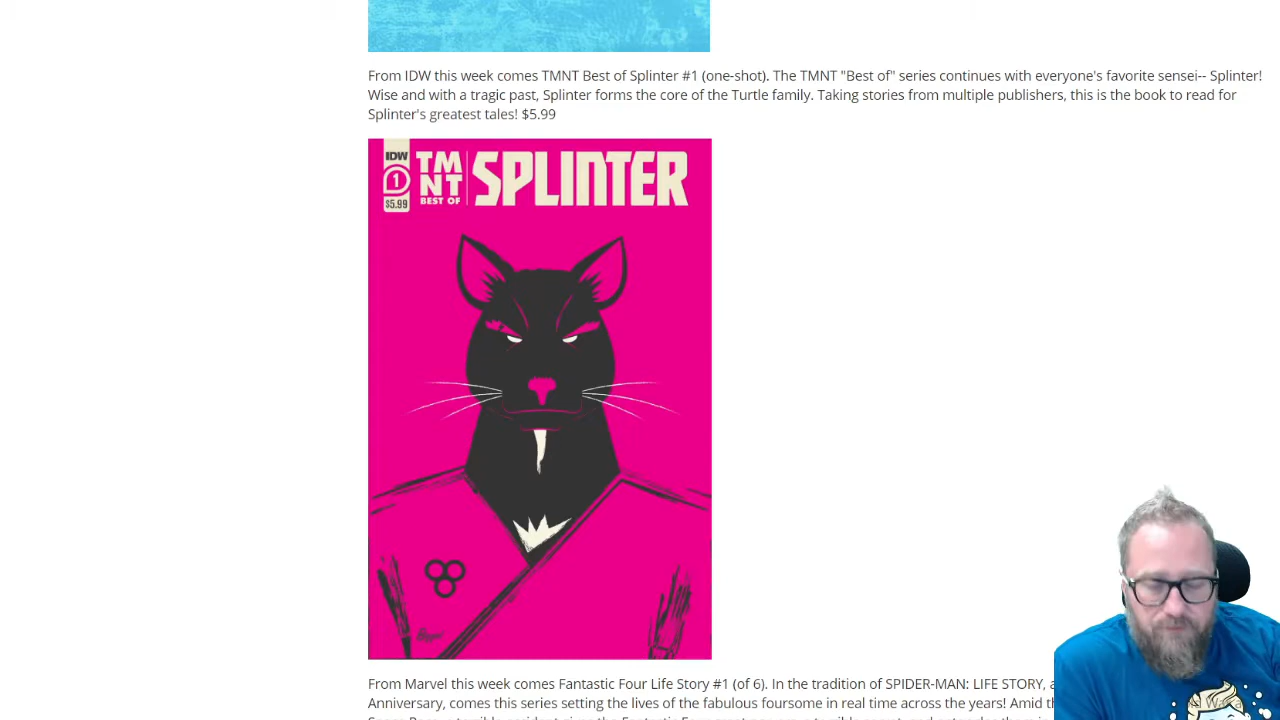 From IDW this week comes TMNT Best of Splinter #1 (one-shot). The TMNT "Best of" series continues with everyone's favorite sensei-- Splinter!
Wise and with a tragic past, Splinter forms the core of the Turtle family. Taking stories from multiple publishers, this is the book to read for
Splinter's greatest tales! $5.99
IDW
1
$5.99
TM
NT
BEST OF
SPLINTER
From Marvel this week comes Fantastic Four Life Story #1 (of 6). In the tradition of SPIDER-MAN: LIFE STORY,
Anniversary, comes this series setting the lives of the fabulous foursome in real time across the years! Amid